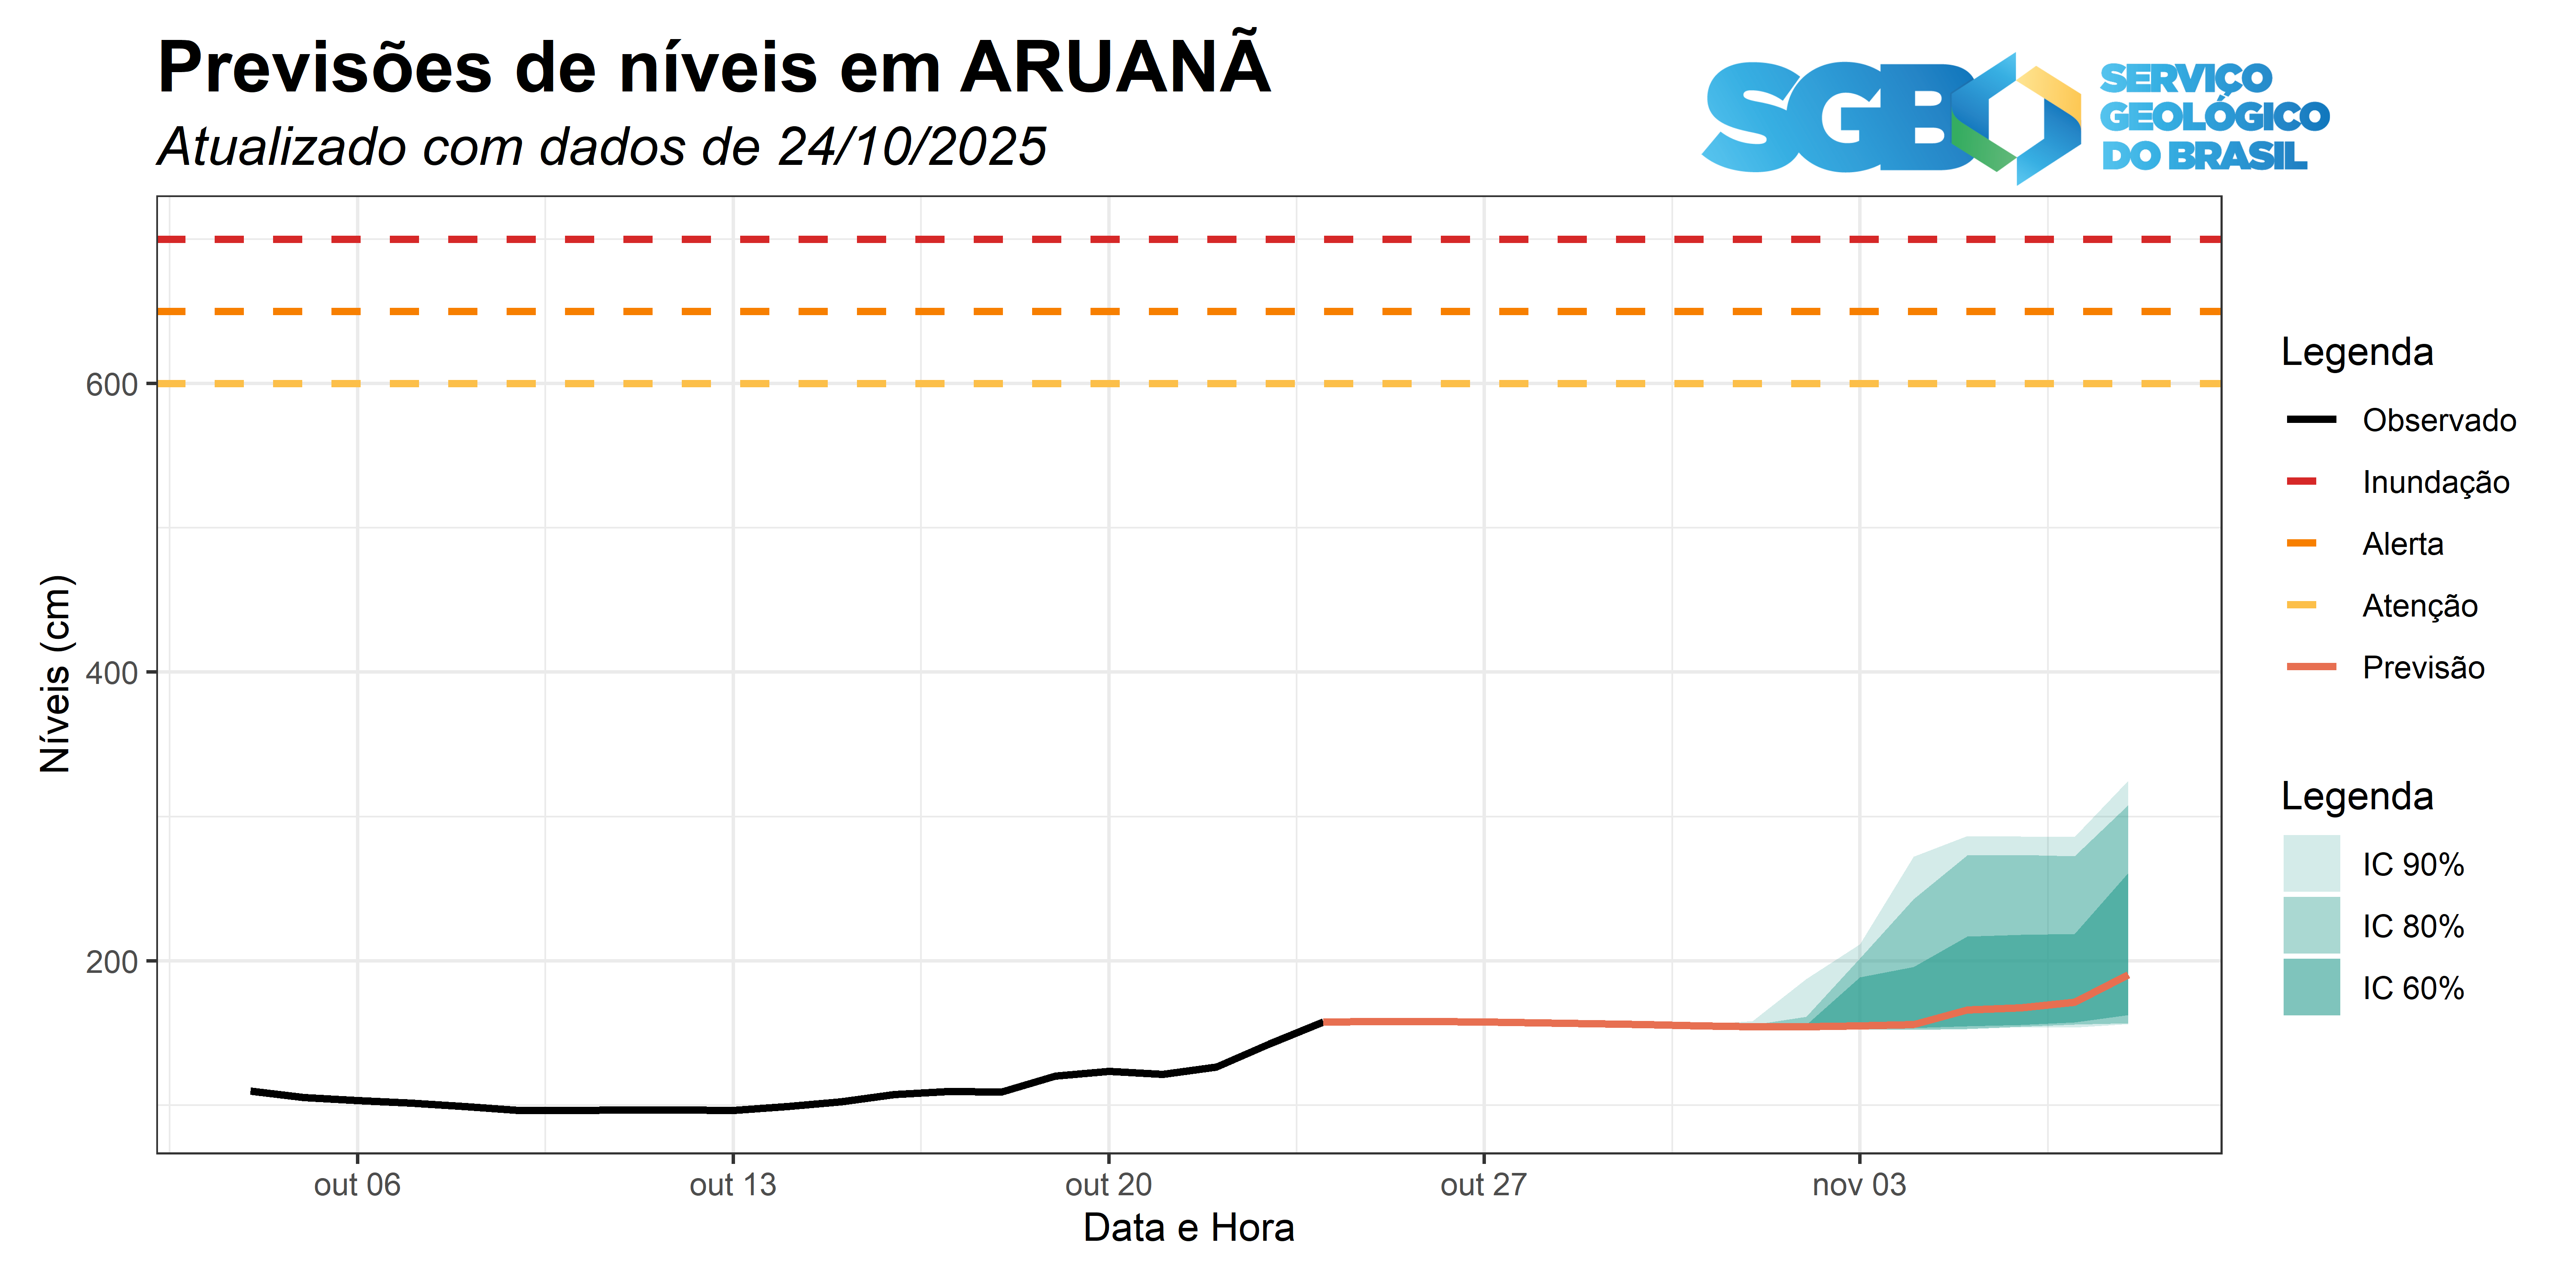 Previsões de níveis em ARUANÃ
Atualizado com dados de 24/10/2025
SGB
SERVIÇO
GEOLÓGICO
DO BRASIL
Níveis (cm)
600
400
200
out 06
out 13
out 20
out 27
nov 03
Data e Hora
Legenda
Observado
Inundação
Alerta
Atenção
Previsão
Legenda
IC 90%
IC 80%
IC 60%